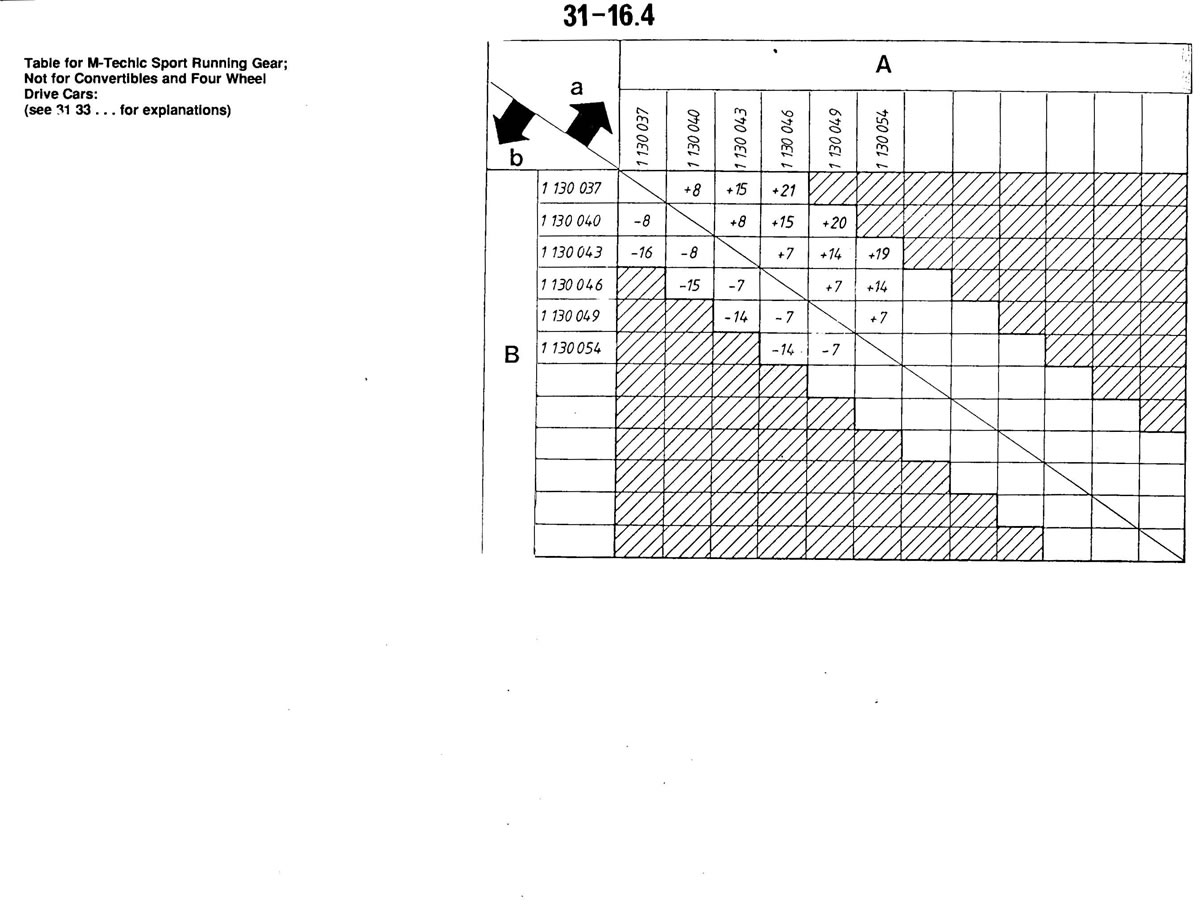 31-16.4
Table for M-Techic Sport Running Gear;
Not for Convertibles and Four Wheel
Drive Cars:
(see 31 33 . . . for explanations)
A
a
b
1 130 037 1 130 040 1 130 043 1 130 046 1 130 049 1 130 054
B
1 130 037 +8 +15 +21
1 130 040 -8 +8 +15 +20
1 130 043 -16 -8 +7 +14 +19
1 130 046 -15 -7 +7 +14
1 130 049 -14 -7 +7
1 130 054 -14 -7